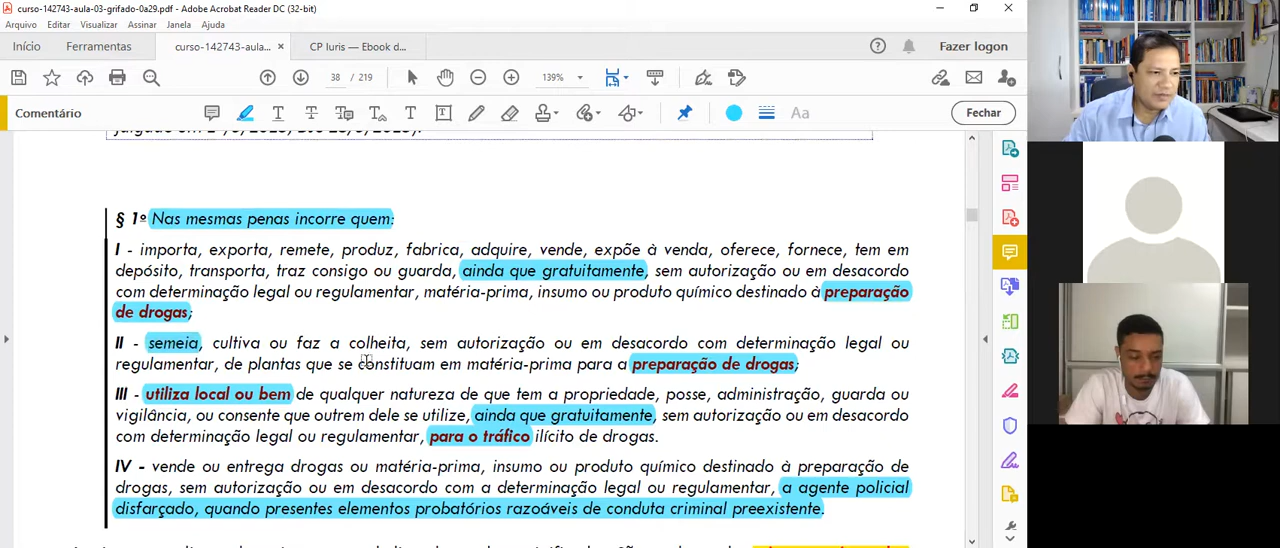 curso-142743-aula-03-grifado-0a29.pdf - Adobe Acrobat Reader DC (32-bit)
Arquivo Editar Visualizar Assinar Janela Ajuda
Início Ferramentas curso-142743-aula... × CP Iuris — Ebook d... Fazer logon
38 / 219 139%
Comentário Aa Fechar
§ 1º Nas mesmas penas incorre quem:
I - importa, exporta, remete, produz, fabrica, adquire, vende, expõe à venda, oferece, fornece, tem em
depósito, transporta, traz consigo ou guarda, ainda que gratuitamente, sem autorização ou em desacordo
com determinação legal ou regulamentar, matéria-prima, insumo ou produto químico destinado à preparação
de drogas;
II - semeia, cultiva ou faz a colheita, sem autorização ou em desacordo com determinação legal ou
regulamentar, de plantas que se constituam em matéria-prima para a preparação de drogas;
III - utiliza local ou bem de qualquer natureza de que tem a propriedade, posse, administração, guarda ou
vigilância, ou consente que outrem dele se utilize, ainda que gratuitamente, sem autorização ou em desacordo
com determinação legal ou regulamentar, para o tráfico ilícito de drogas.
IV - vende ou entrega drogas ou matéria-prima, insumo ou produto químico destinado à preparação de
drogas, sem autorização ou em desacordo com a determinação legal ou regulamentar, a agente policial
disfarçado, quando presentes elementos probatórios razoáveis de conduta criminal preexistente.